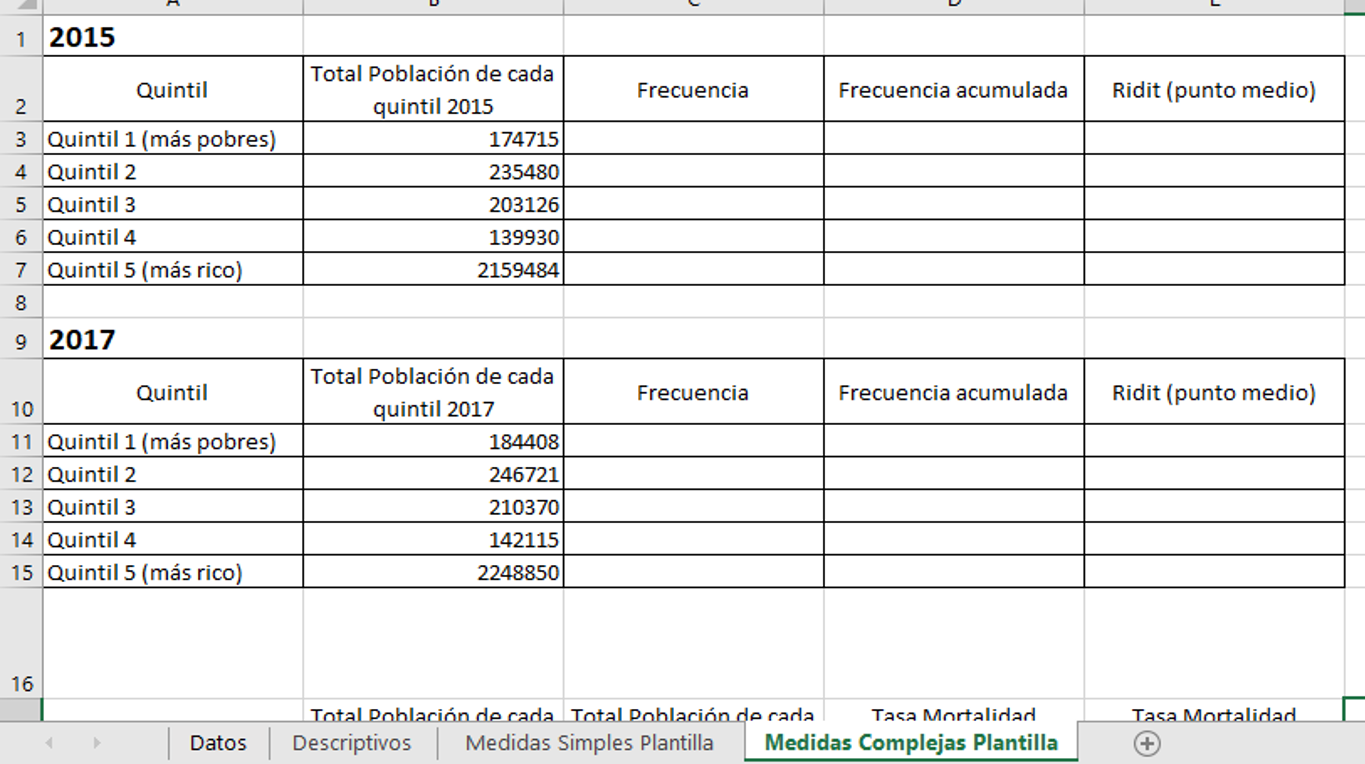 A B C D E
1 2015
2 Quintil Total Población de cada quintil 2015 Frecuencia Frecuencia acumulada Ridit (punto medio)
3 Quintil 1 (más pobres) 174715
4 Quintil 2 235480
5 Quintil 3 203126
6 Quintil 4 139930
7 Quintil 5 (más rico) 2159484
8
9 2017
10 Quintil Total Población de cada quintil 2017 Frecuencia Frecuencia acumulada Ridit (punto medio)
11 Quintil 1 (más pobres) 184408
12 Quintil 2 246721
13 Quintil 3 210370
14 Quintil 4 142115
15 Quintil 5 (más rico) 2248850
16
Total Población de cada Total Población de cada Tasa Mortalidad Tasa Mortalidad
Datos Descriptivos Medidas Simples Plantilla Medidas Complejas Plantilla